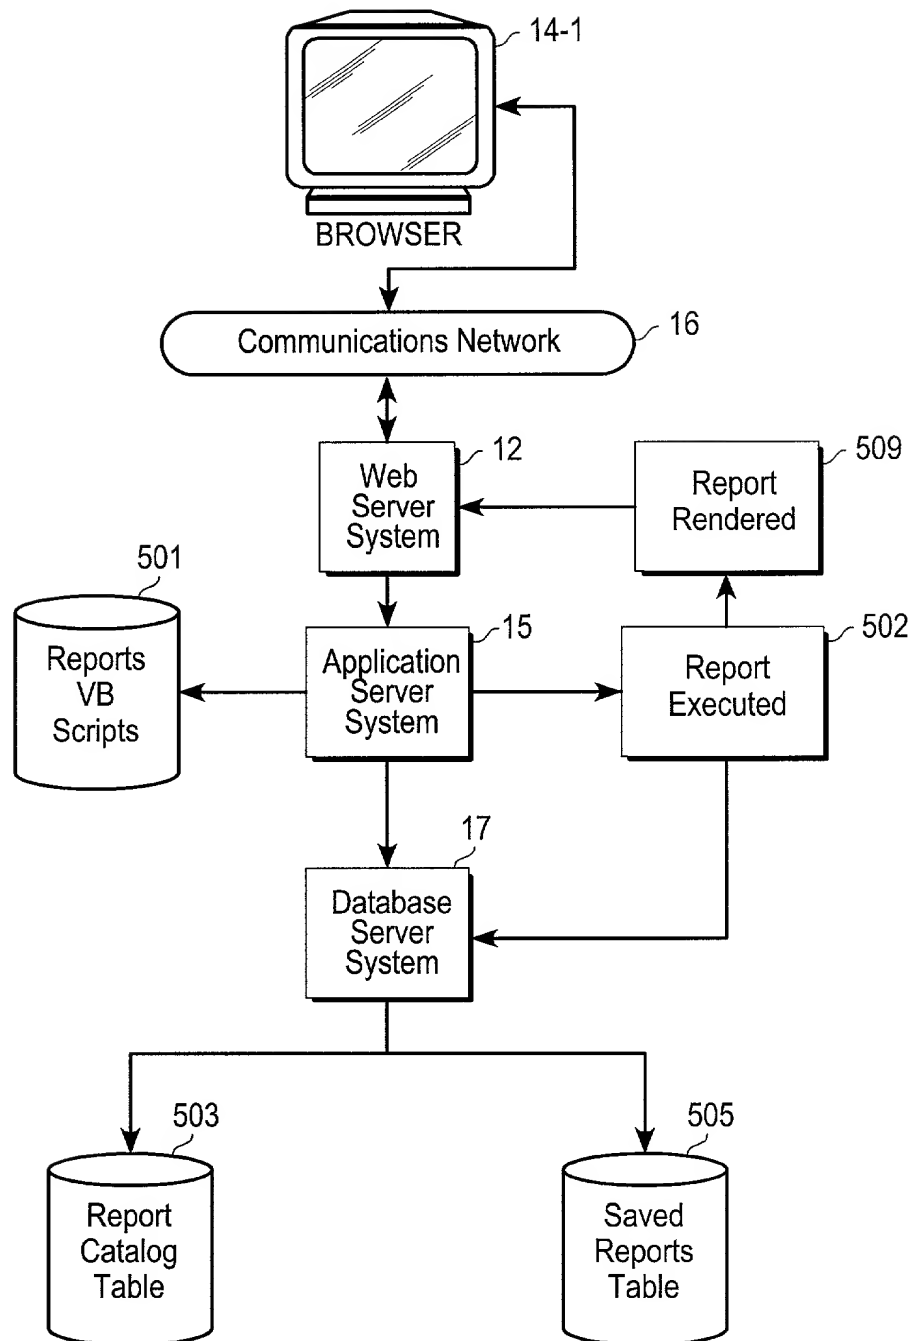 14-1
BROWSER
Communications Network
16
12
Web
Server
System
509
Report
Rendered
501
Reports
VB
Scripts
15
Application
Server
System
502
Report
Executed
17
Database
Server
System
503
Report
Catalog
Table
505
Saved
Reports
Table